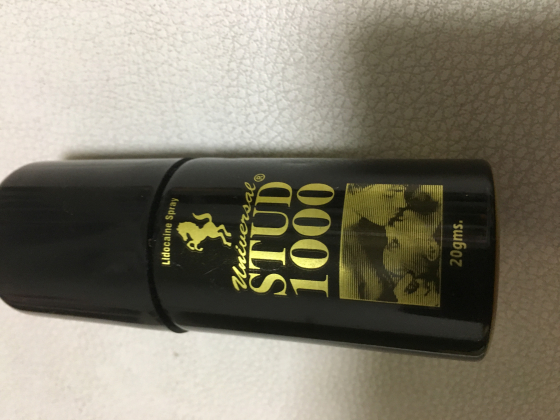 Lidocaine Spray
Universal®
STUD
1000
20gms.